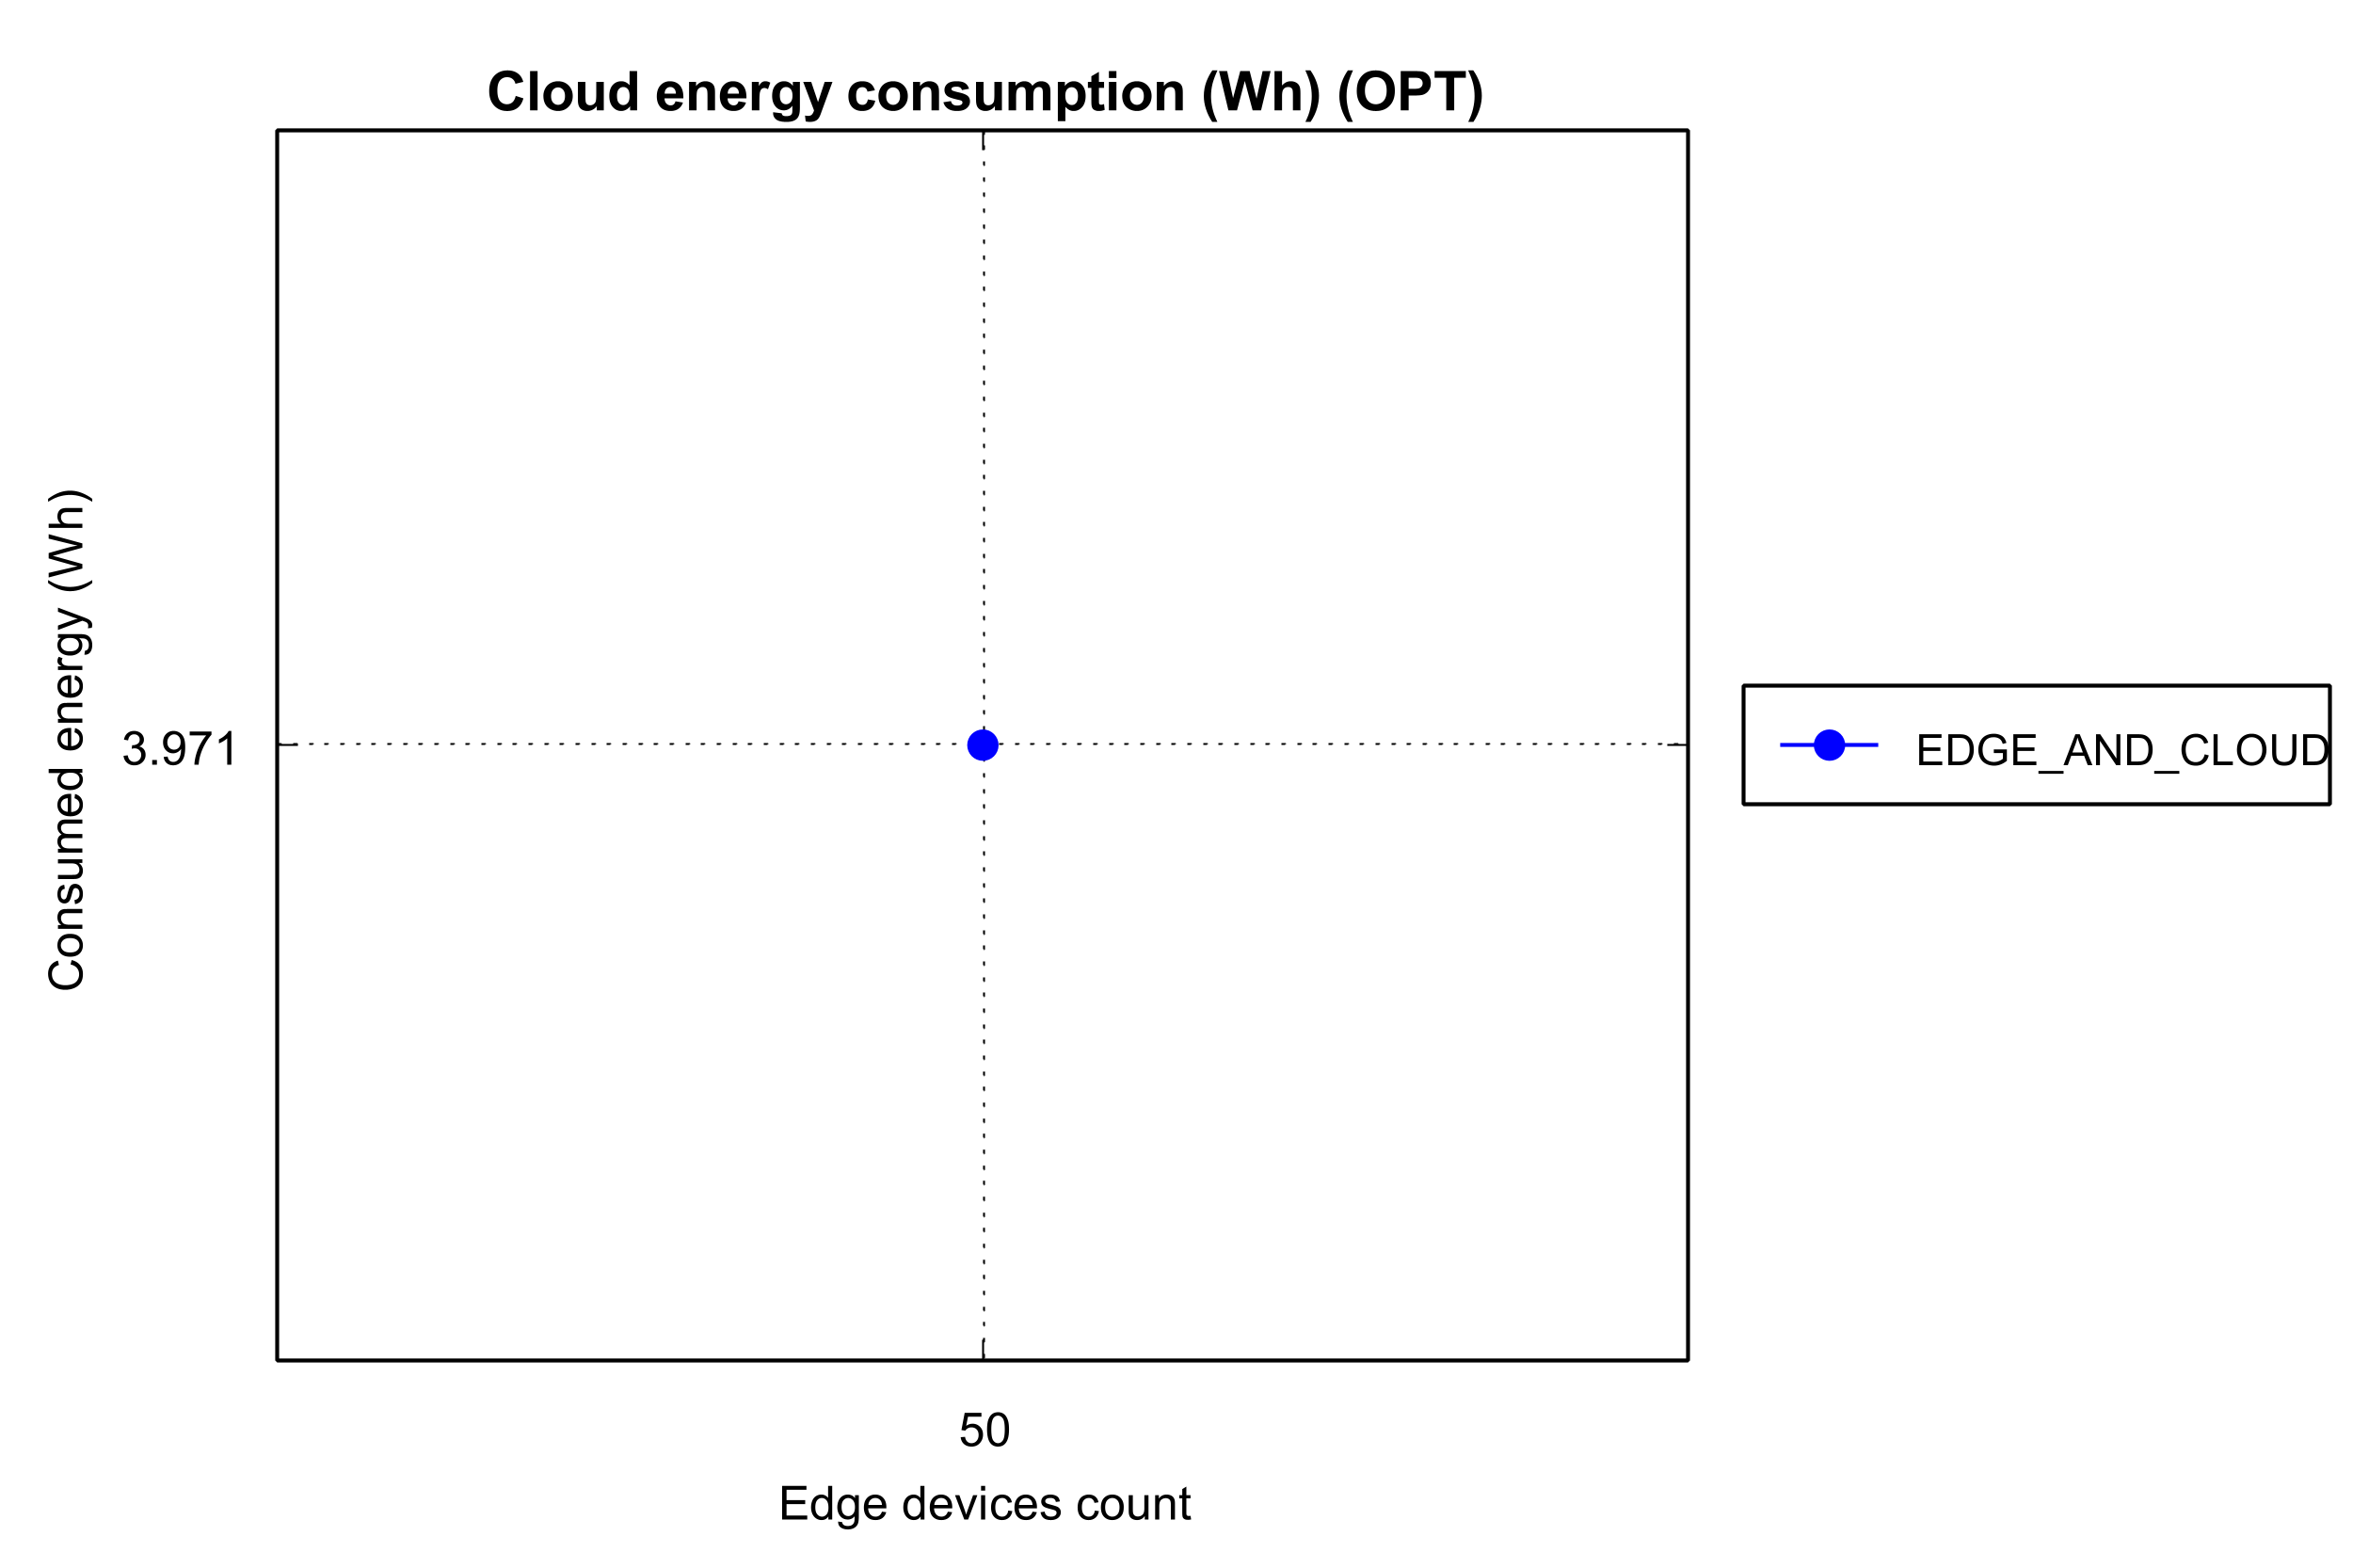 Cloud energy consumption (Wh) (OPT)
Consumed energy (Wh)
3.971
EDGE_AND_CLOUD
50
Edge devices count